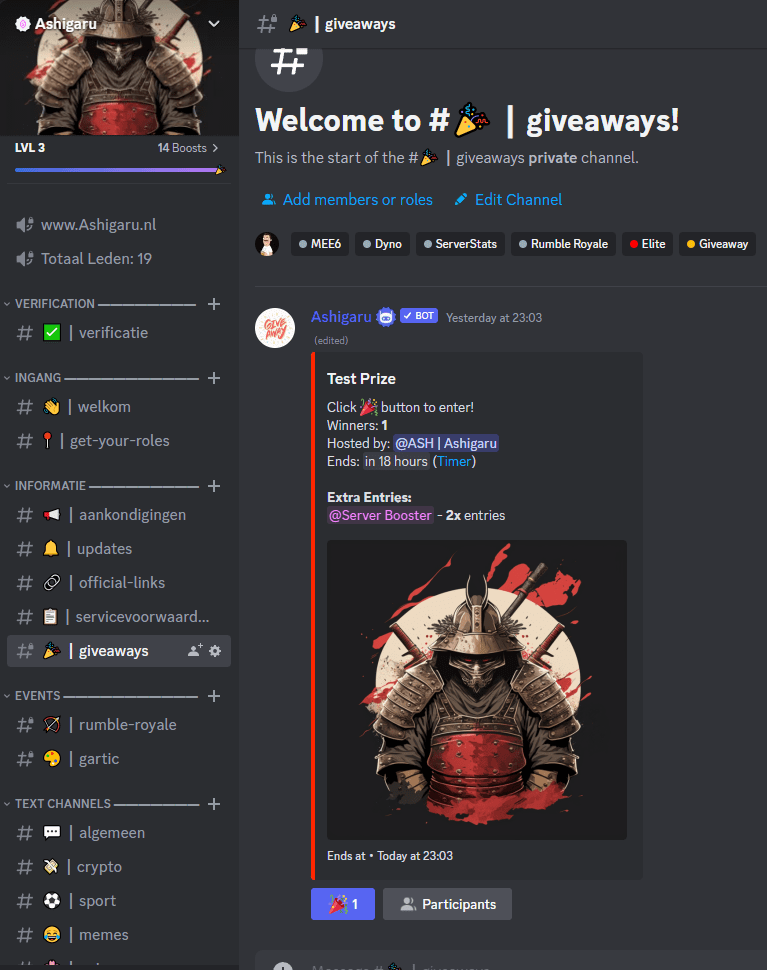 Ashigaru
LVL 3
14 Boosts
www.Ashigaru.nl
Totaal Leden: 19
VERIFICATION
✅ | verificatie
INGANG
👋 | welkom
📍 | get-your-roles
INFORMATIE
📢 | aankondigingen
🔔 | updates
🔗 | official-links
📋 | servicevoorwaard...
🎉 | giveaways
EVENTS
🏹 | rumble-royale
🎨 | gartic
TEXT CHANNELS
💬 | algemeen
💸 | crypto
⚽ | sport
😂 | memes
🎉 | giveaways
Welcome to #🎉 | giveaways!
This is the start of the #🎉 | giveaways private channel.
Add members or roles Edit Channel
MEE6 Dyno ServerStats Rumble Royale Elite Giveaway
GIVE AWAY
Ashigaru ✓ BOT Yesterday at 23:03
(edited)
Test Prize
Click 🎉 button to enter!
Winners: 1
Hosted by: @ASH | Ashigaru
Ends: in 18 hours (Timer)
Extra Entries:
@Server Booster - 2x entries
Ends at • Today at 23:03
🎉 1 Participants
Message #🎉 | giveaways